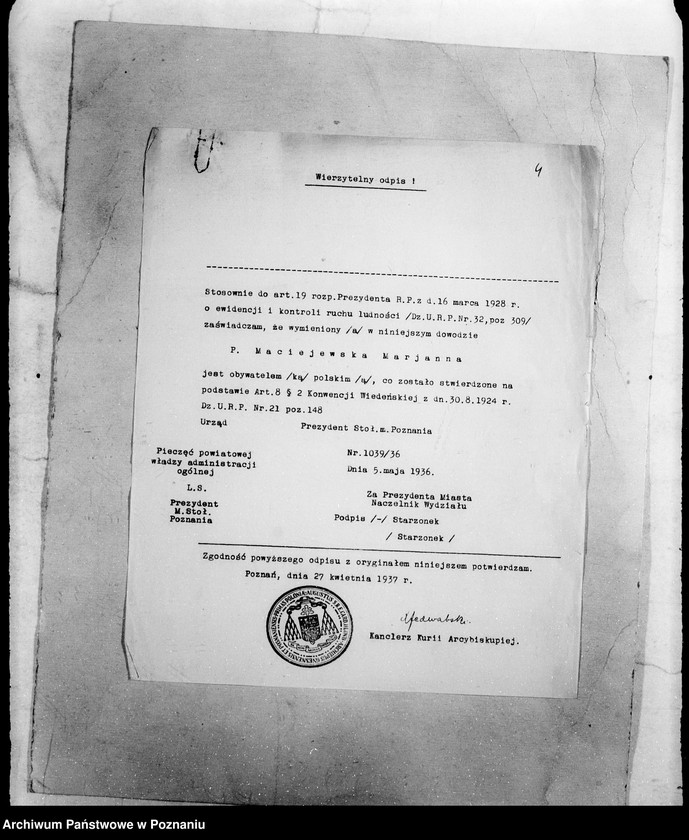 4
Wierzytelny odpis !
Stosownie do art.19 rozp.Prezydenta R.P.z d.16 marca 1928 r.
o ewidencji i kontroli ruchu ludności /Dz.U.R.P.Nr.32,poz 309/
zaświadczam, że wymieniony /a/ w niniejszym dowodzie
P. Maciejewska Marjanna
jest obywatelem /ką/ polskim /ą/, co zostało stwierdzone na
podstawie Art.8 § 2 Konwencji Wiedeńskiej z dn.30.8.1924 r.
Dz.U.R.P. Nr.21 poz.148
Urząd Prezydent Stoł.m.Poznania
Pieczęć powiatowej
władzy administracji
ogólnej
L.S.
Prezydent
M.Stoł.
Poznania
Nr.1039/36
Dnia 5.maja 1936.
Za Prezydenta Miasta
Naczelnik Wydziału
Podpis /-/ Starzonek
/ Starzonek /
Zgodność powyższego odpisu z oryginałem niniejszem potwierdzam.
Poznań, dnia 27 kwietnia 1937 r.
Kanclerz Kurii Arcybiskupiej.
Archiwum Państwowe w Poznaniu